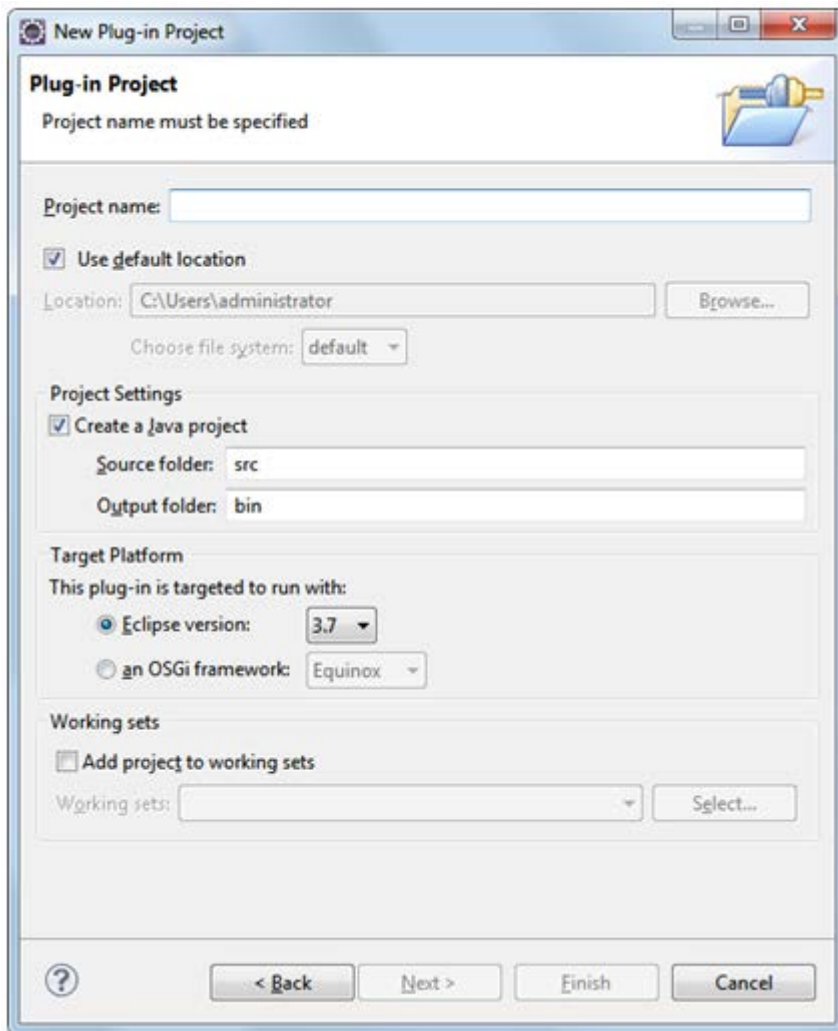 New Plug-in Project
Plug-in Project
Project name must be specified
Project name:
Use default location
Location: C:\Users\administrator Browse...
Choose file system: default
Project Settings
Create a Java project
Source folder: src
Output folder: bin
Target Platform
This plug-in is targeted to run with:
Eclipse version: 3.7
an OSGi framework: Equinox
Working sets
Add project to working sets
Working sets: Select...
? < Back Next > Finish Cancel